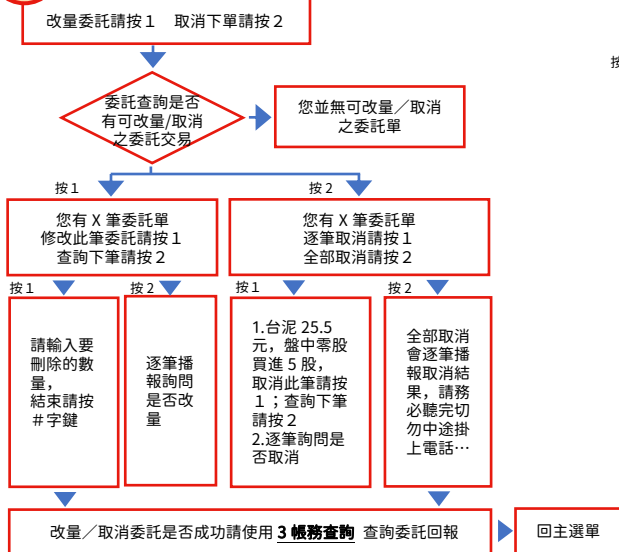 改量委託請按１　取消下單請按２
按
委託查詢是否
有可改量/取消
之委託交易
您並無可改量／取消
之委託單
按１
按 2
您有 X 筆委託單
修改此筆委託請按１
查詢下筆請按２
您有 X 筆委託單
逐筆取消請按１
全部取消請按２
按１
按 2
按１
按 2
請輸入要
刪除的數
量，
結束請按
＃字鍵
逐筆播
報詢問
是否改
量
1.台泥 25.5
元，盤中零股
買進 5 股，
取消此筆請按
１；查詢下筆
請按２
2.逐筆詢問是
否取消
全部取消
會逐筆播
報取消結
果，請務
必聽完切
勿中途掛
上電話⋯
改量／取消委託是否成功請使用 3 帳務查詢 查詢委託回報
回主選單